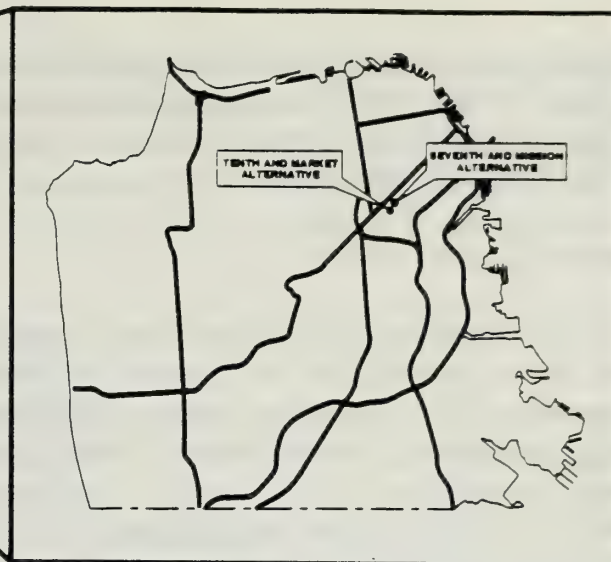 TENTH AND MARKET
ALTERNATIVE
SEVENTH AND MISSION
ALTERNATIVE